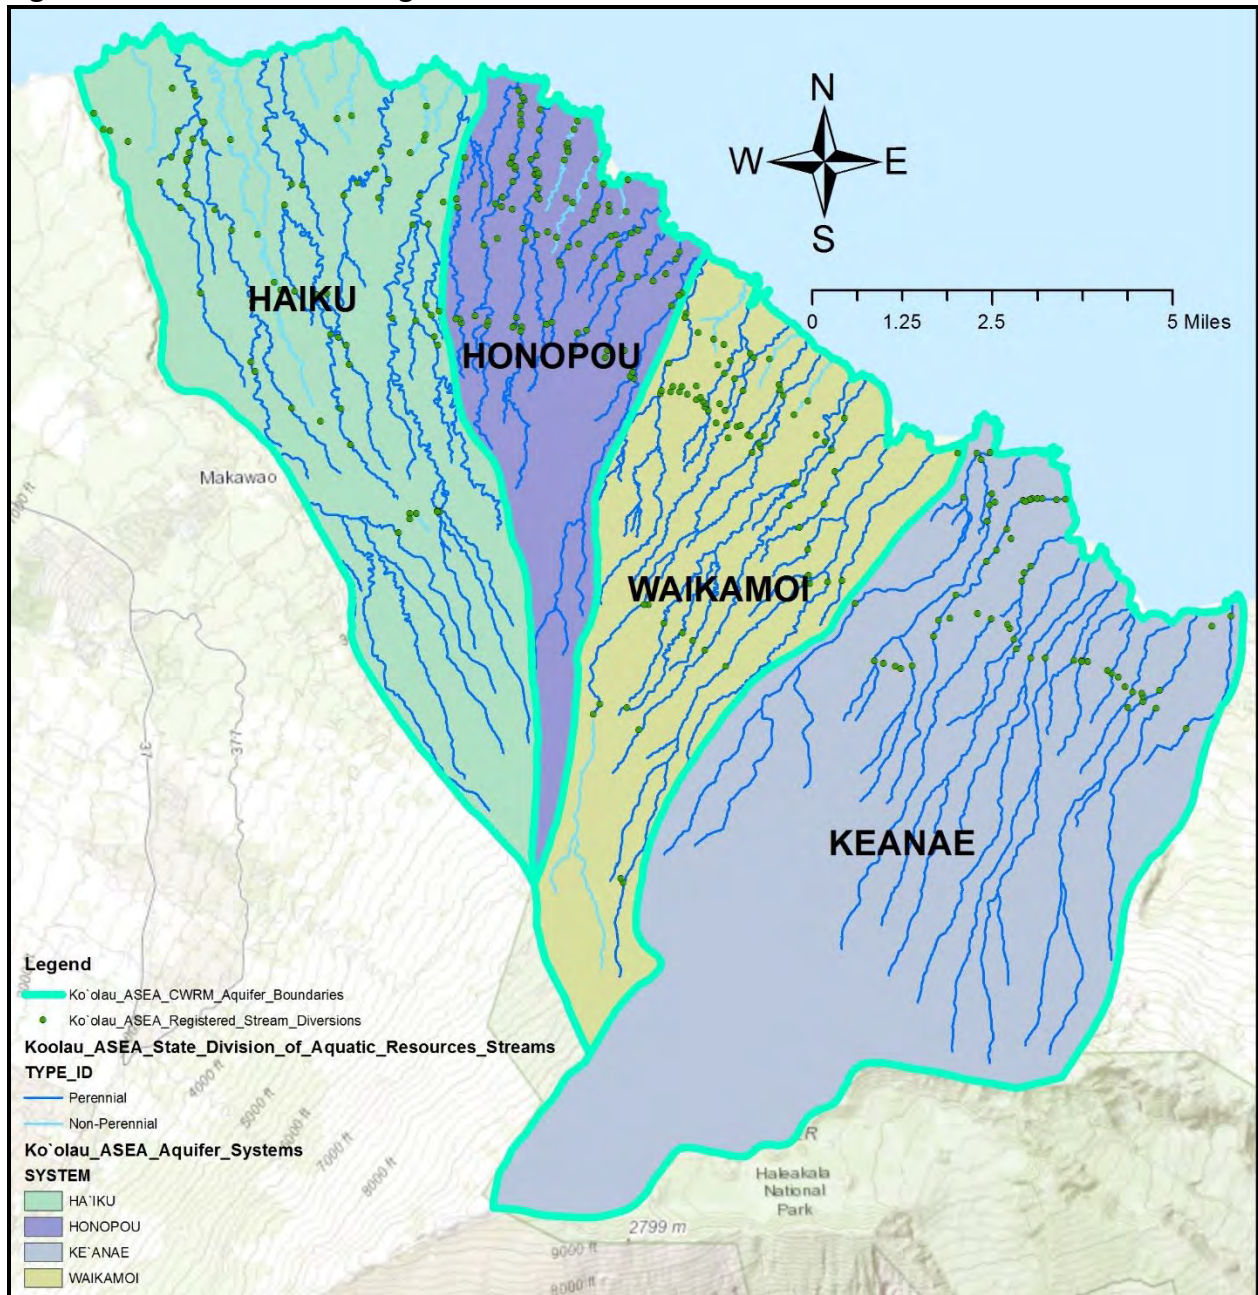 N
W E
S
0 1.25 2.5 5 Miles
HAIKU
HONOPOU
Makawao
WAIKAMOI
37
377
KEANAE
Legend
Ko`olau_ASEA_CWRM_Aquifer_Boundaries
Ko`olau_ASEA_Registered_Stream_Diversions
Koolau_ASEA_State_Division_of_Aquatic_Resources_Streams
TYPE_ID
Perennial
Non-Perennial
Ko`olau_ASEA_Aquifer_Systems
SYSTEM
HA`IKU
HONOPOU
KE`ANAE
WAIKAMOI
4000 ft
5000 ft
7000 ft
8000 ft
Haleakala
National
Park
2799 m
9000 ft
8000 ft